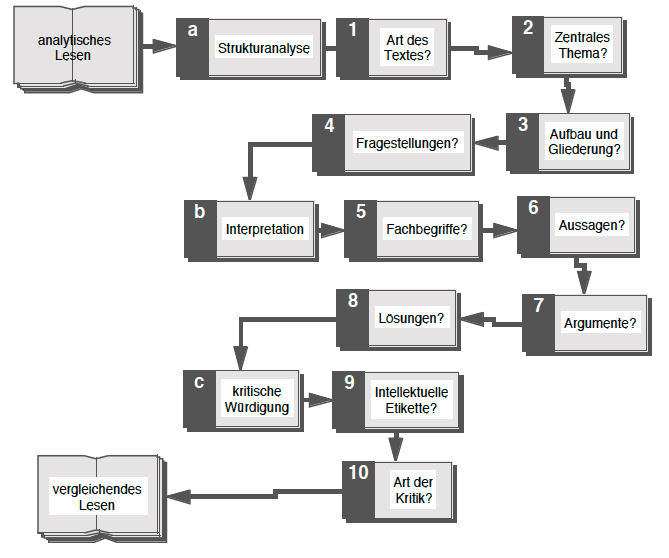 analytisches
Lesen
a
Strukturanalyse
1
Art des
Textes?
2
Zentrales
Thema?
3
Aufbau und
Gliederung?
4
Fragestellungen?
b
Interpretation
5
Fachbegriffe?
6
Aussagen?
7
Argumente?
8
Lösungen?
c
kritische
Würdigung
9
Intellektuelle
Etikette?
10
Art der
Kritik?
vergleichendes
Lesen